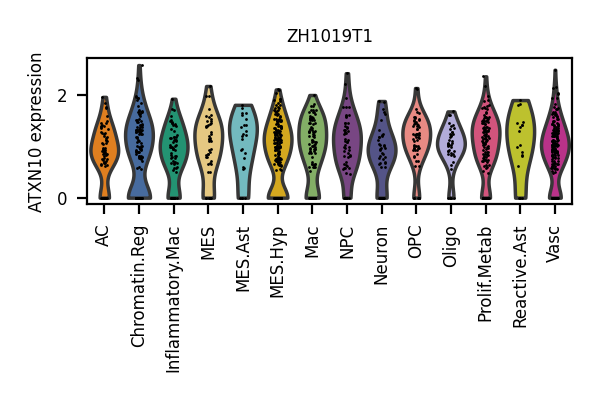 ZH1019T1
ATXN10 expression
2
0
AC
Chromatin.Reg
Inflammatory.Mac
MES
MES.Ast
MES.Hyp
Mac
NPC
Neuron
OPC
Oligo
Prolif.Metab
Reactive.Ast
Vasc